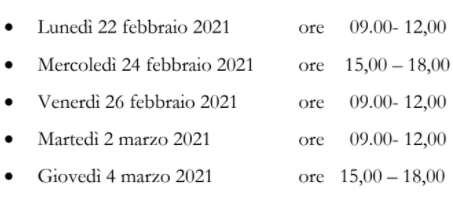 • Lunedì 22 febbraio 2021 ore 09.00- 12,00
• Mercoledì 24 febbraio 2021 ore 15,00 – 18,00
• Venerdì 26 febbraio 2021 ore 09.00- 12,00
• Martedì 2 marzo 2021 ore 09.00- 12,00
• Giovedì 4 marzo 2021 ore 15,00 – 18,00